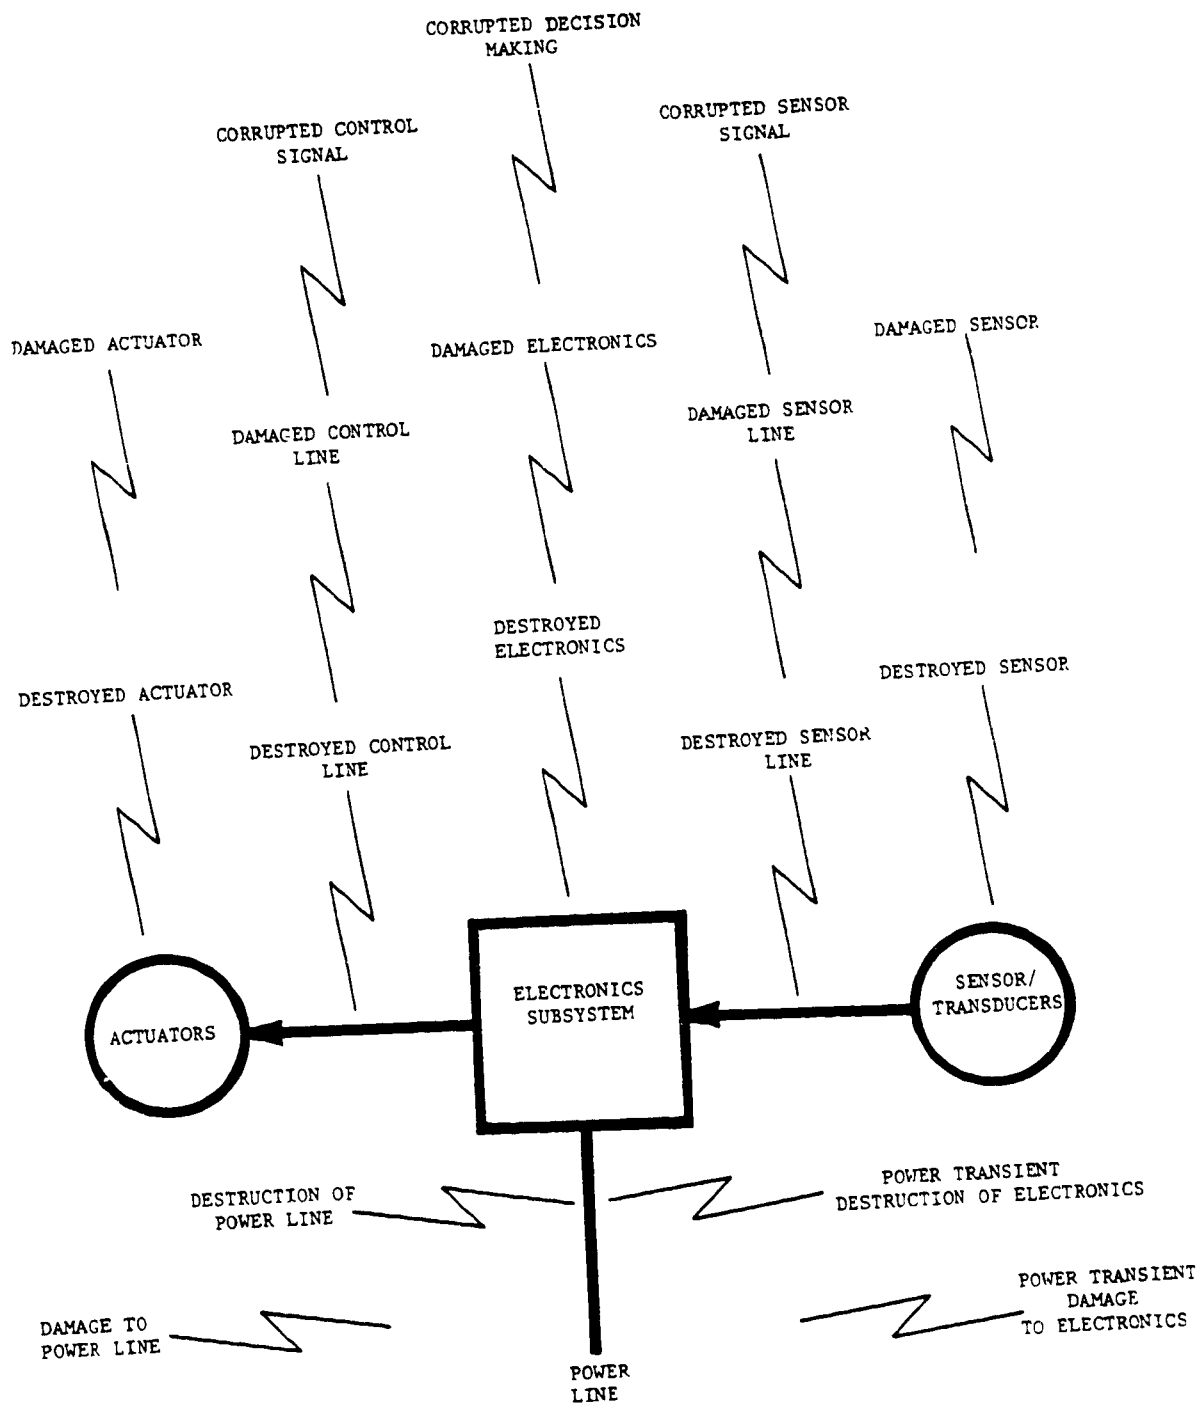 CORRUPTED DECISION
MAKING
CORRUPTED CONTROL
SIGNAL
CORRUPTED SENSOR
SIGNAL
DAMAGED ACTUATOR
DAMAGED ELECTRONICS
DAMAGED SENSOR
DAMAGED CONTROL
LINE
DAMAGED SENSOR
LINE
DESTROYED
ELECTRONICS
DESTROYED ACTUATOR
DESTROYED SENSOR
DESTROYED CONTROL
LINE
DESTROYED SENSOR
LINE
ACTUATORS
ELECTRONICS
SUBSYSTEM
SENSOR/
TRANSDUCERS
DESTRUCTION OF
POWER LINE
POWER TRANSIENT
DESTRUCTION OF ELECTRONICS
DAMAGE TO
POWER LINE
POWER TRANSIENT
DAMAGE
TO ELECTRONICS
POWER
LINE